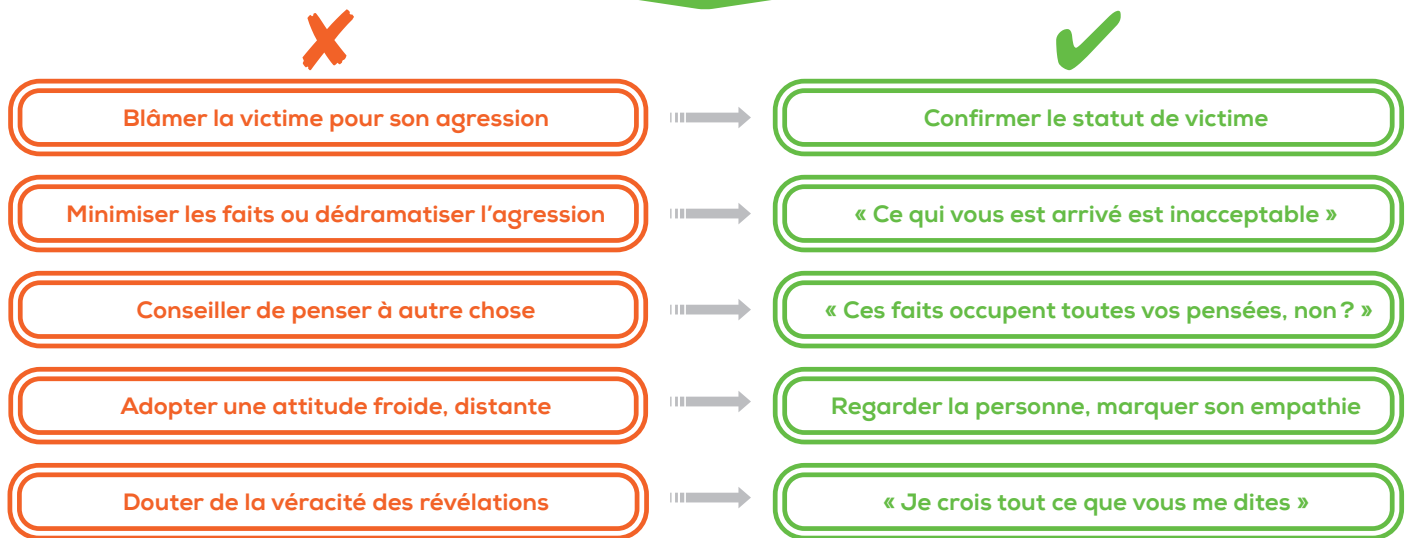 Blâmer la victime pour son agression
Confirmer le statut de victime
Minimiser les faits ou dédramatiser l'agression
« Ce qui vous est arrivé est inacceptable »
Conseiller de penser à autre chose
« Ces faits occupent toutes vos pensées, non ? »
Adopter une attitude froide, distante
Regarder la personne, marquer son empathie
Douter de la véracité des révélations
« Je crois tout ce que vous me dites »